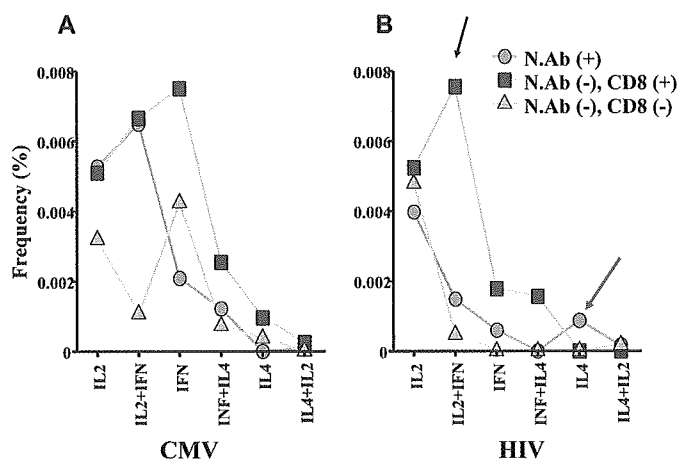 A
B
N.Ab (+)
N.Ab (-), CD8 (+)
N.Ab (-), CD8 (-)
Frequency (%)
0.008
0.006
0.004
0.002
0
IL2
IL2+IFN
IFN
INF+IL4
IL4
IL4+IL2
CMV
0.008
0.006
0.004
0.002
0
IL2
IL2+IFN
IFN
INF+IL4
IL4
IL4+IL2
HIV